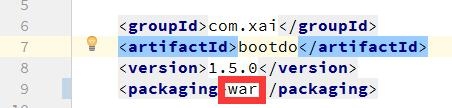 6
<groupId>com.xai</groupId>
7 <artifactId>bootdo</artifactId>
8 <version>1.5.0</version>
9 <packaging>war</packaging>